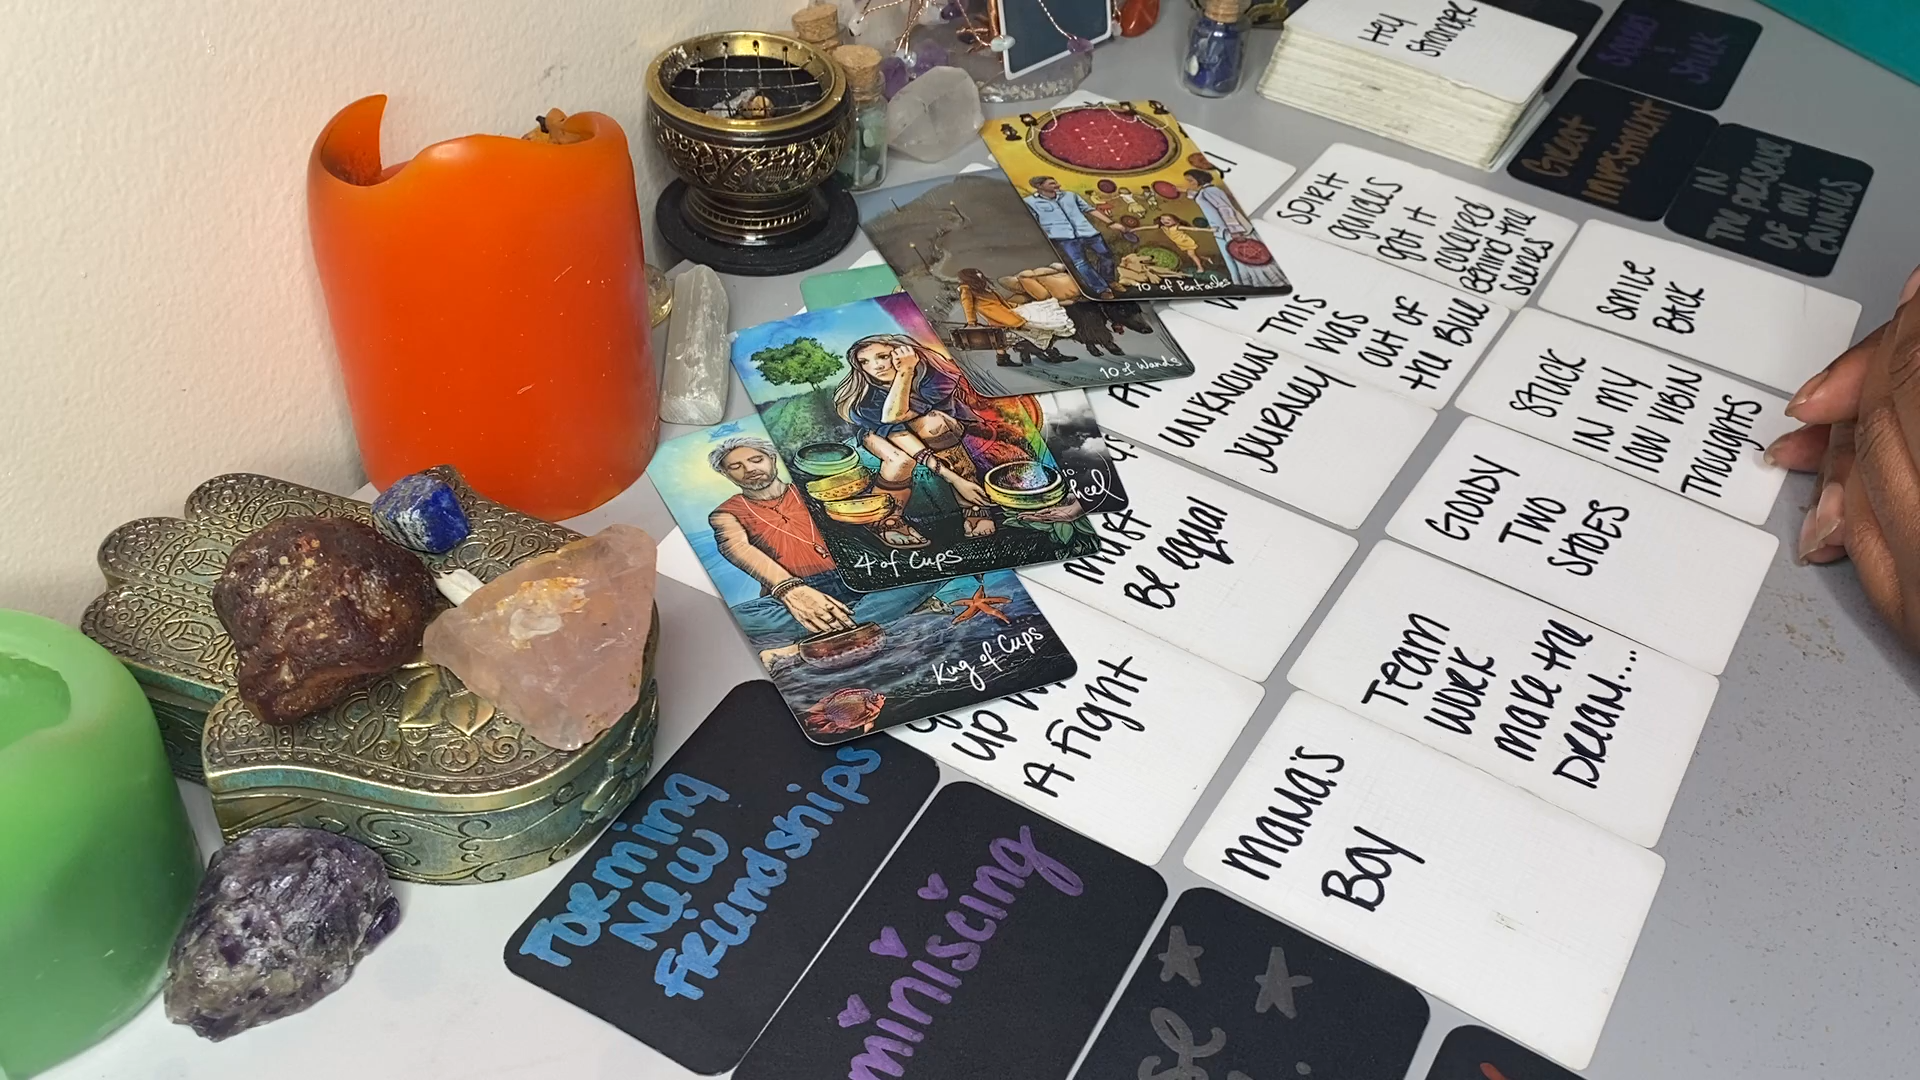 Hey
stranger
Great
investment
IN
THE PRESENCE
OF MY
ENEMIES
SPIRIT
guides
got it
covered
Behind the
scenes
Smile
Back
THIS
was
out of
the Blue
STUCK
IN MY
low vibin
Thoughts
UNKNOWN
Journey
GOODY
TWO
SHOES
must
Be equal
Team
work
make the
Dream...
up
A Fight
Mama's
Boy
10 of Pentacles
10 of Wands
10.
heel
4 of Cups
King of Cups
FORming
New
Friendships
miniscing